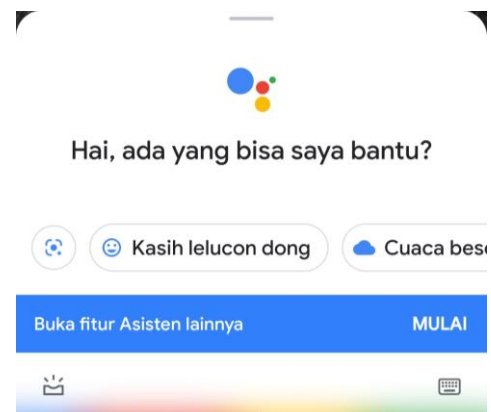 Hai, ada yang bisa saya bantu?
Kasih lelucon dong
Cuaca bes
Buka fitur Asisten lainnya
MULAI